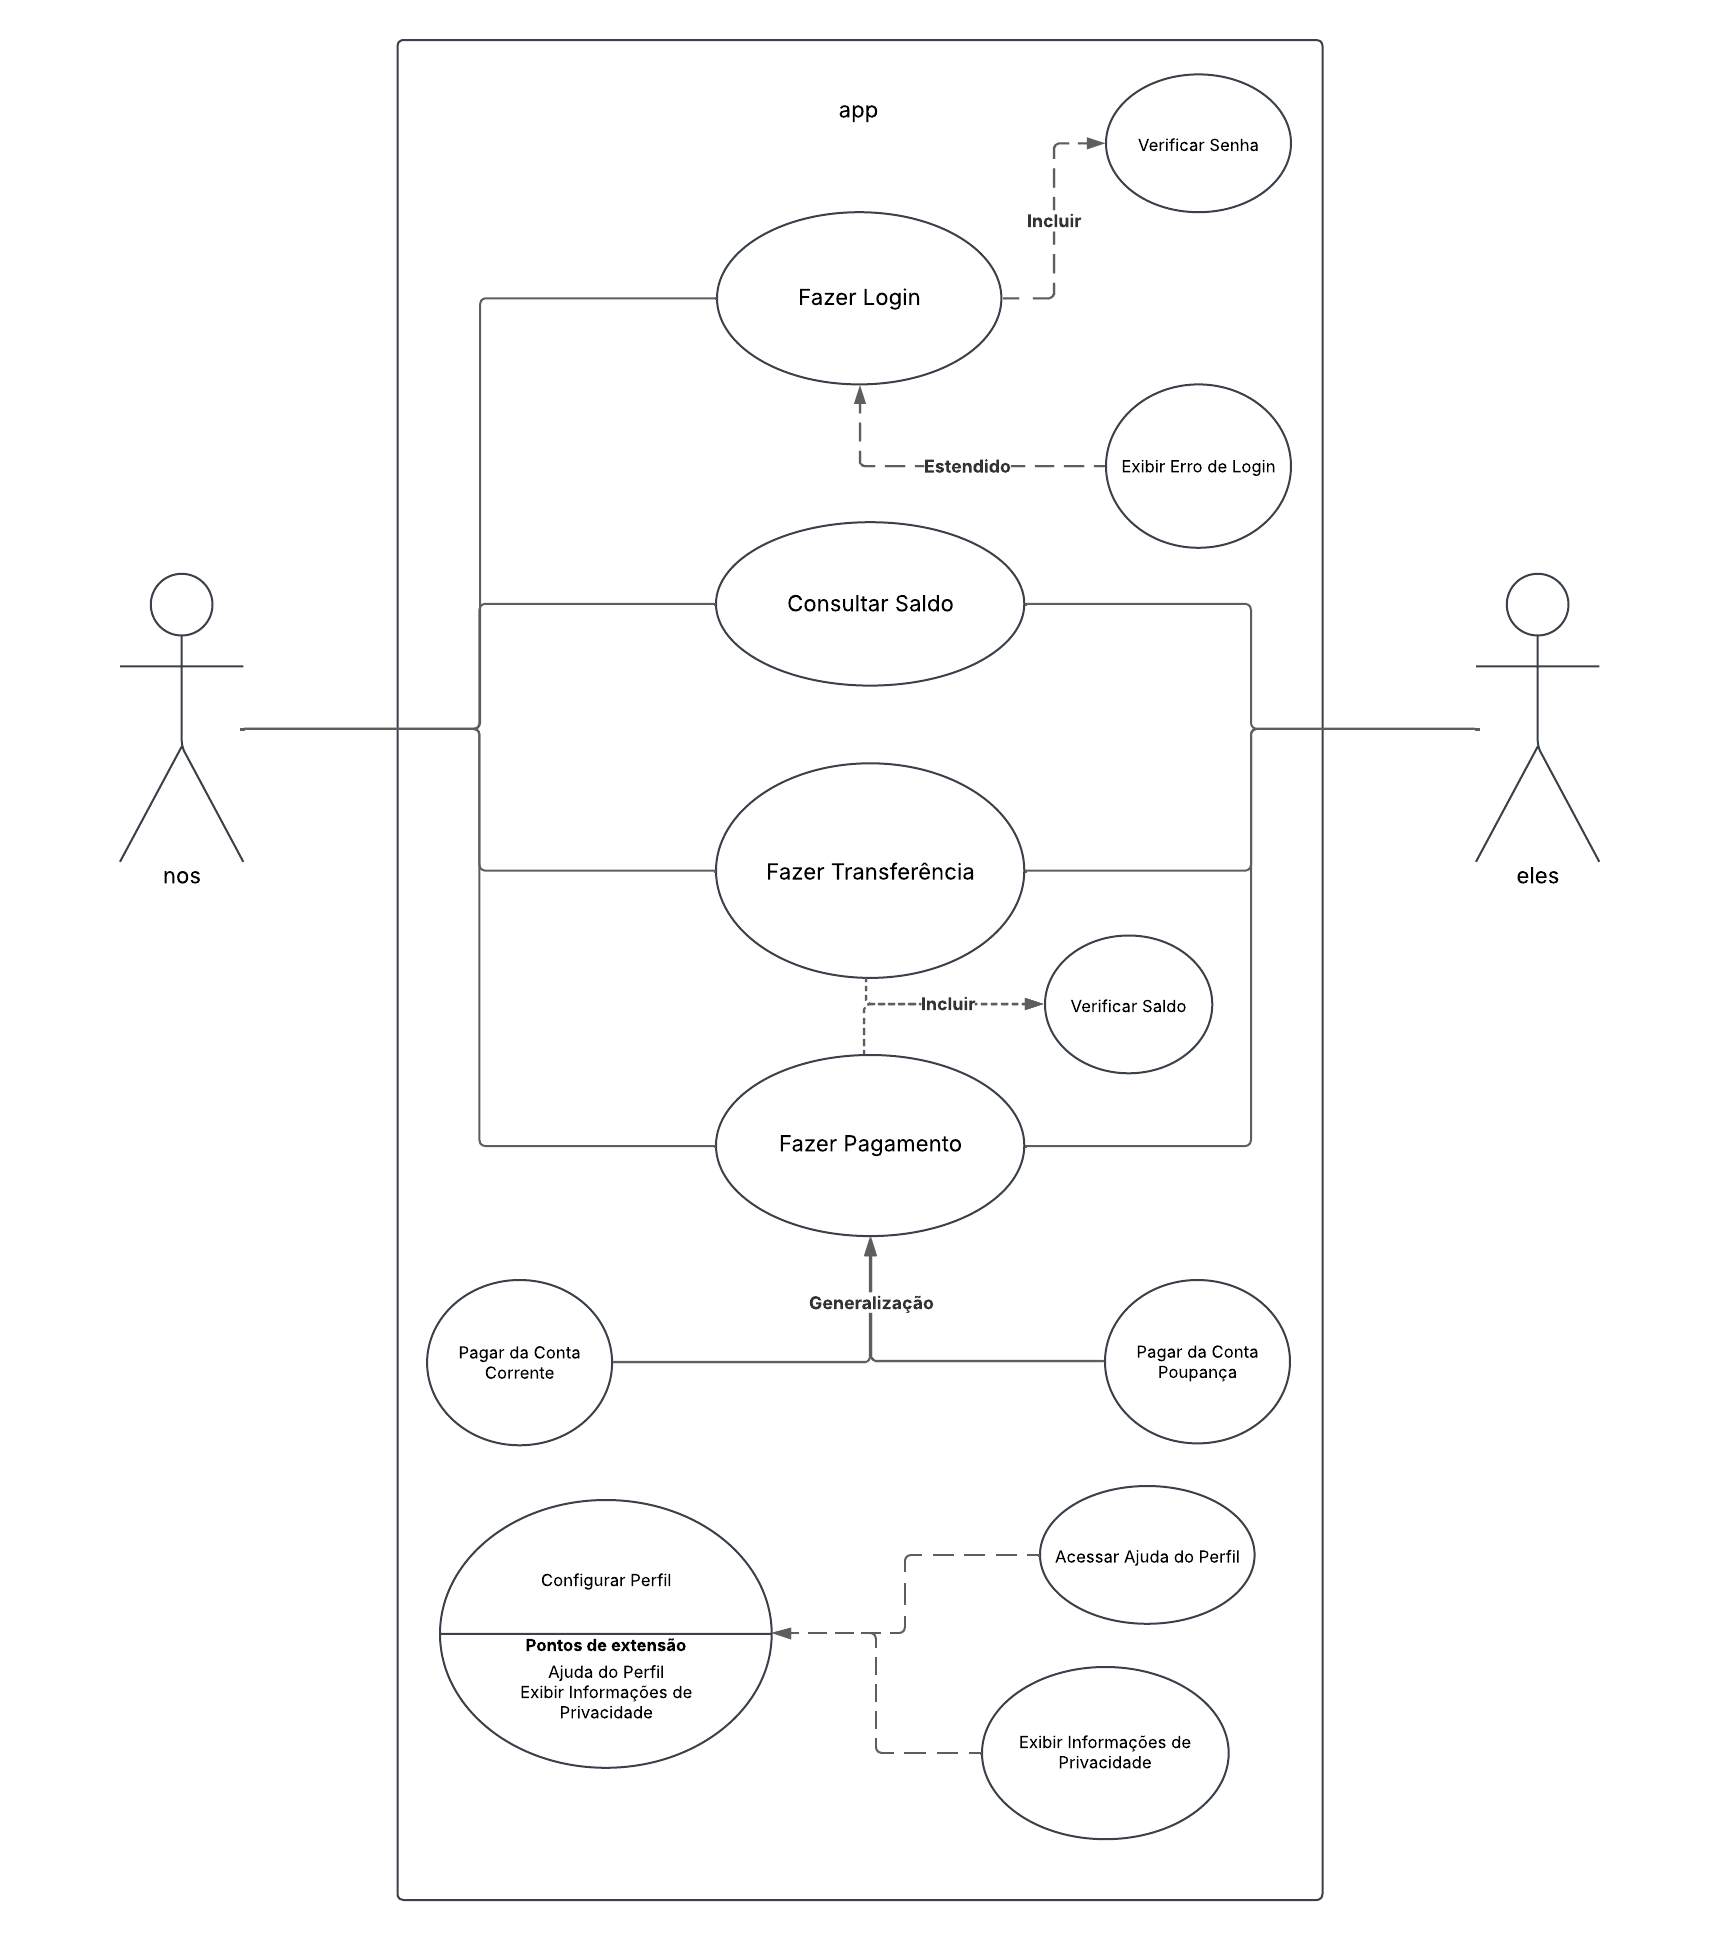 app
Verificar Senha
Incluir
Fazer Login
Estendido
Exibir Erro de Login
Consultar Saldo
Fazer Transferência
nos
eles
Incluir
Verificar Saldo
Fazer Pagamento
Generalização
Pagar da Conta
Corrente
Pagar da Conta
Poupança
Configurar Perfil
Pontos de extensão
Ajuda do Perfil
Exibir Informações de
Privacidade
Acessar Ajuda do Perfil
Exibir Informações de
Privacidade